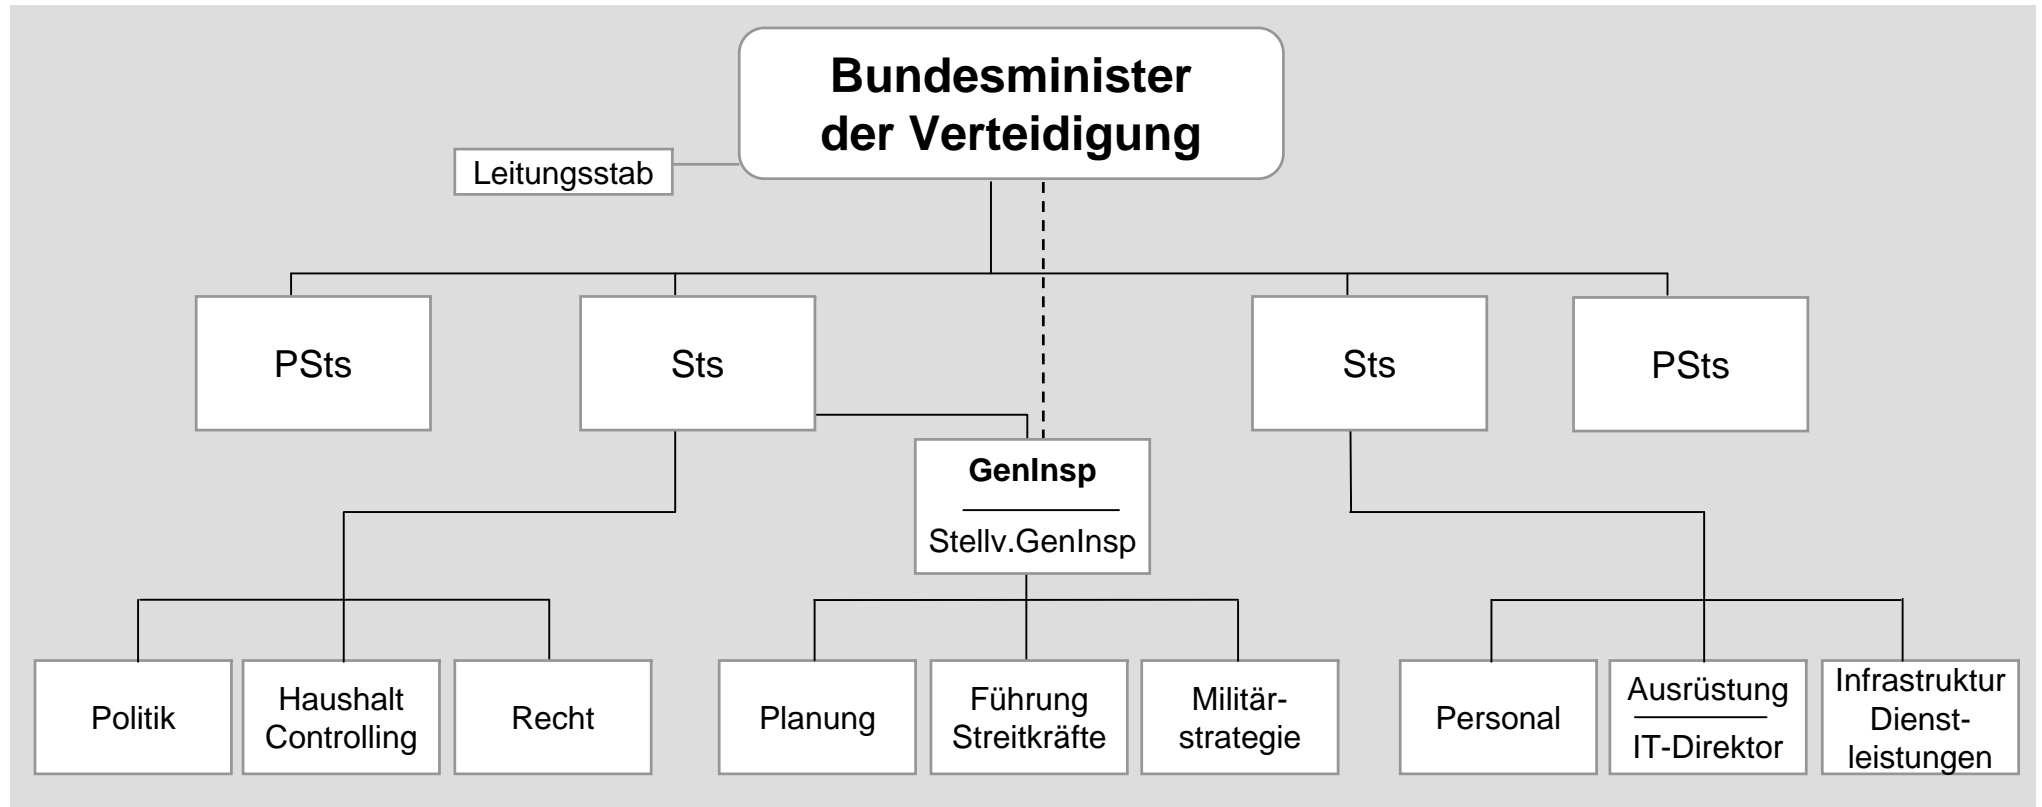 Bundesminister
der Verteidigung
Leitungsstab
PSts
Sts
Sts
PSts
GenInsp
Stellv.GenInsp
Politik
Haushalt
Controlling
Recht
Planung
Führung
Streitkräfte
Militär-
strategie
Personal
Ausrüstung
IT-Direktor
Infrastruktur
Dienst-
leistungen